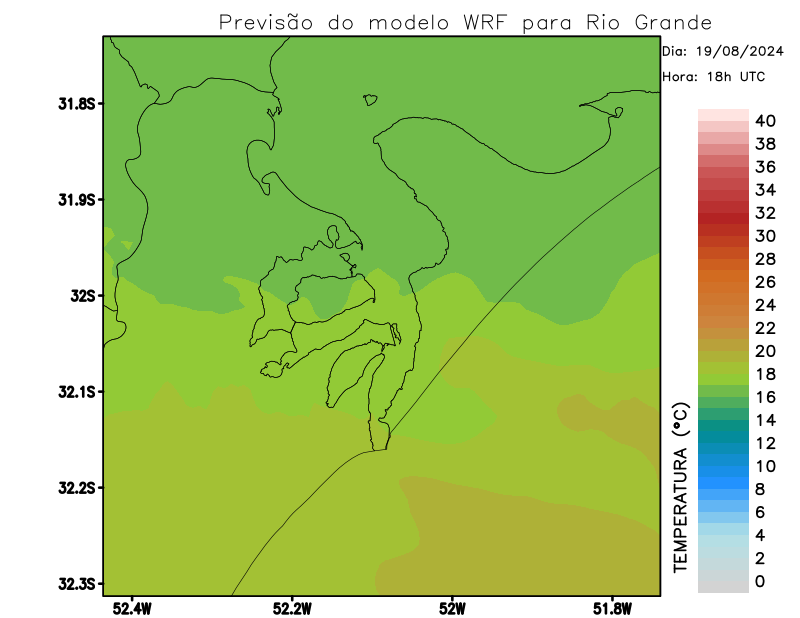 Previsão do modelo WRF para Rio Grande
Dia: 19/08/2024
Hora: 18h UTC
31.8S
31.9S
32S
32.1S
32.2S
32.3S
52.4W
52.2W
52W
51.8W
40
38
36
34
32
30
28
26
24
22
20
18
16
14
12
10
8
6
4
2
0
TEMPERATURA (°C)